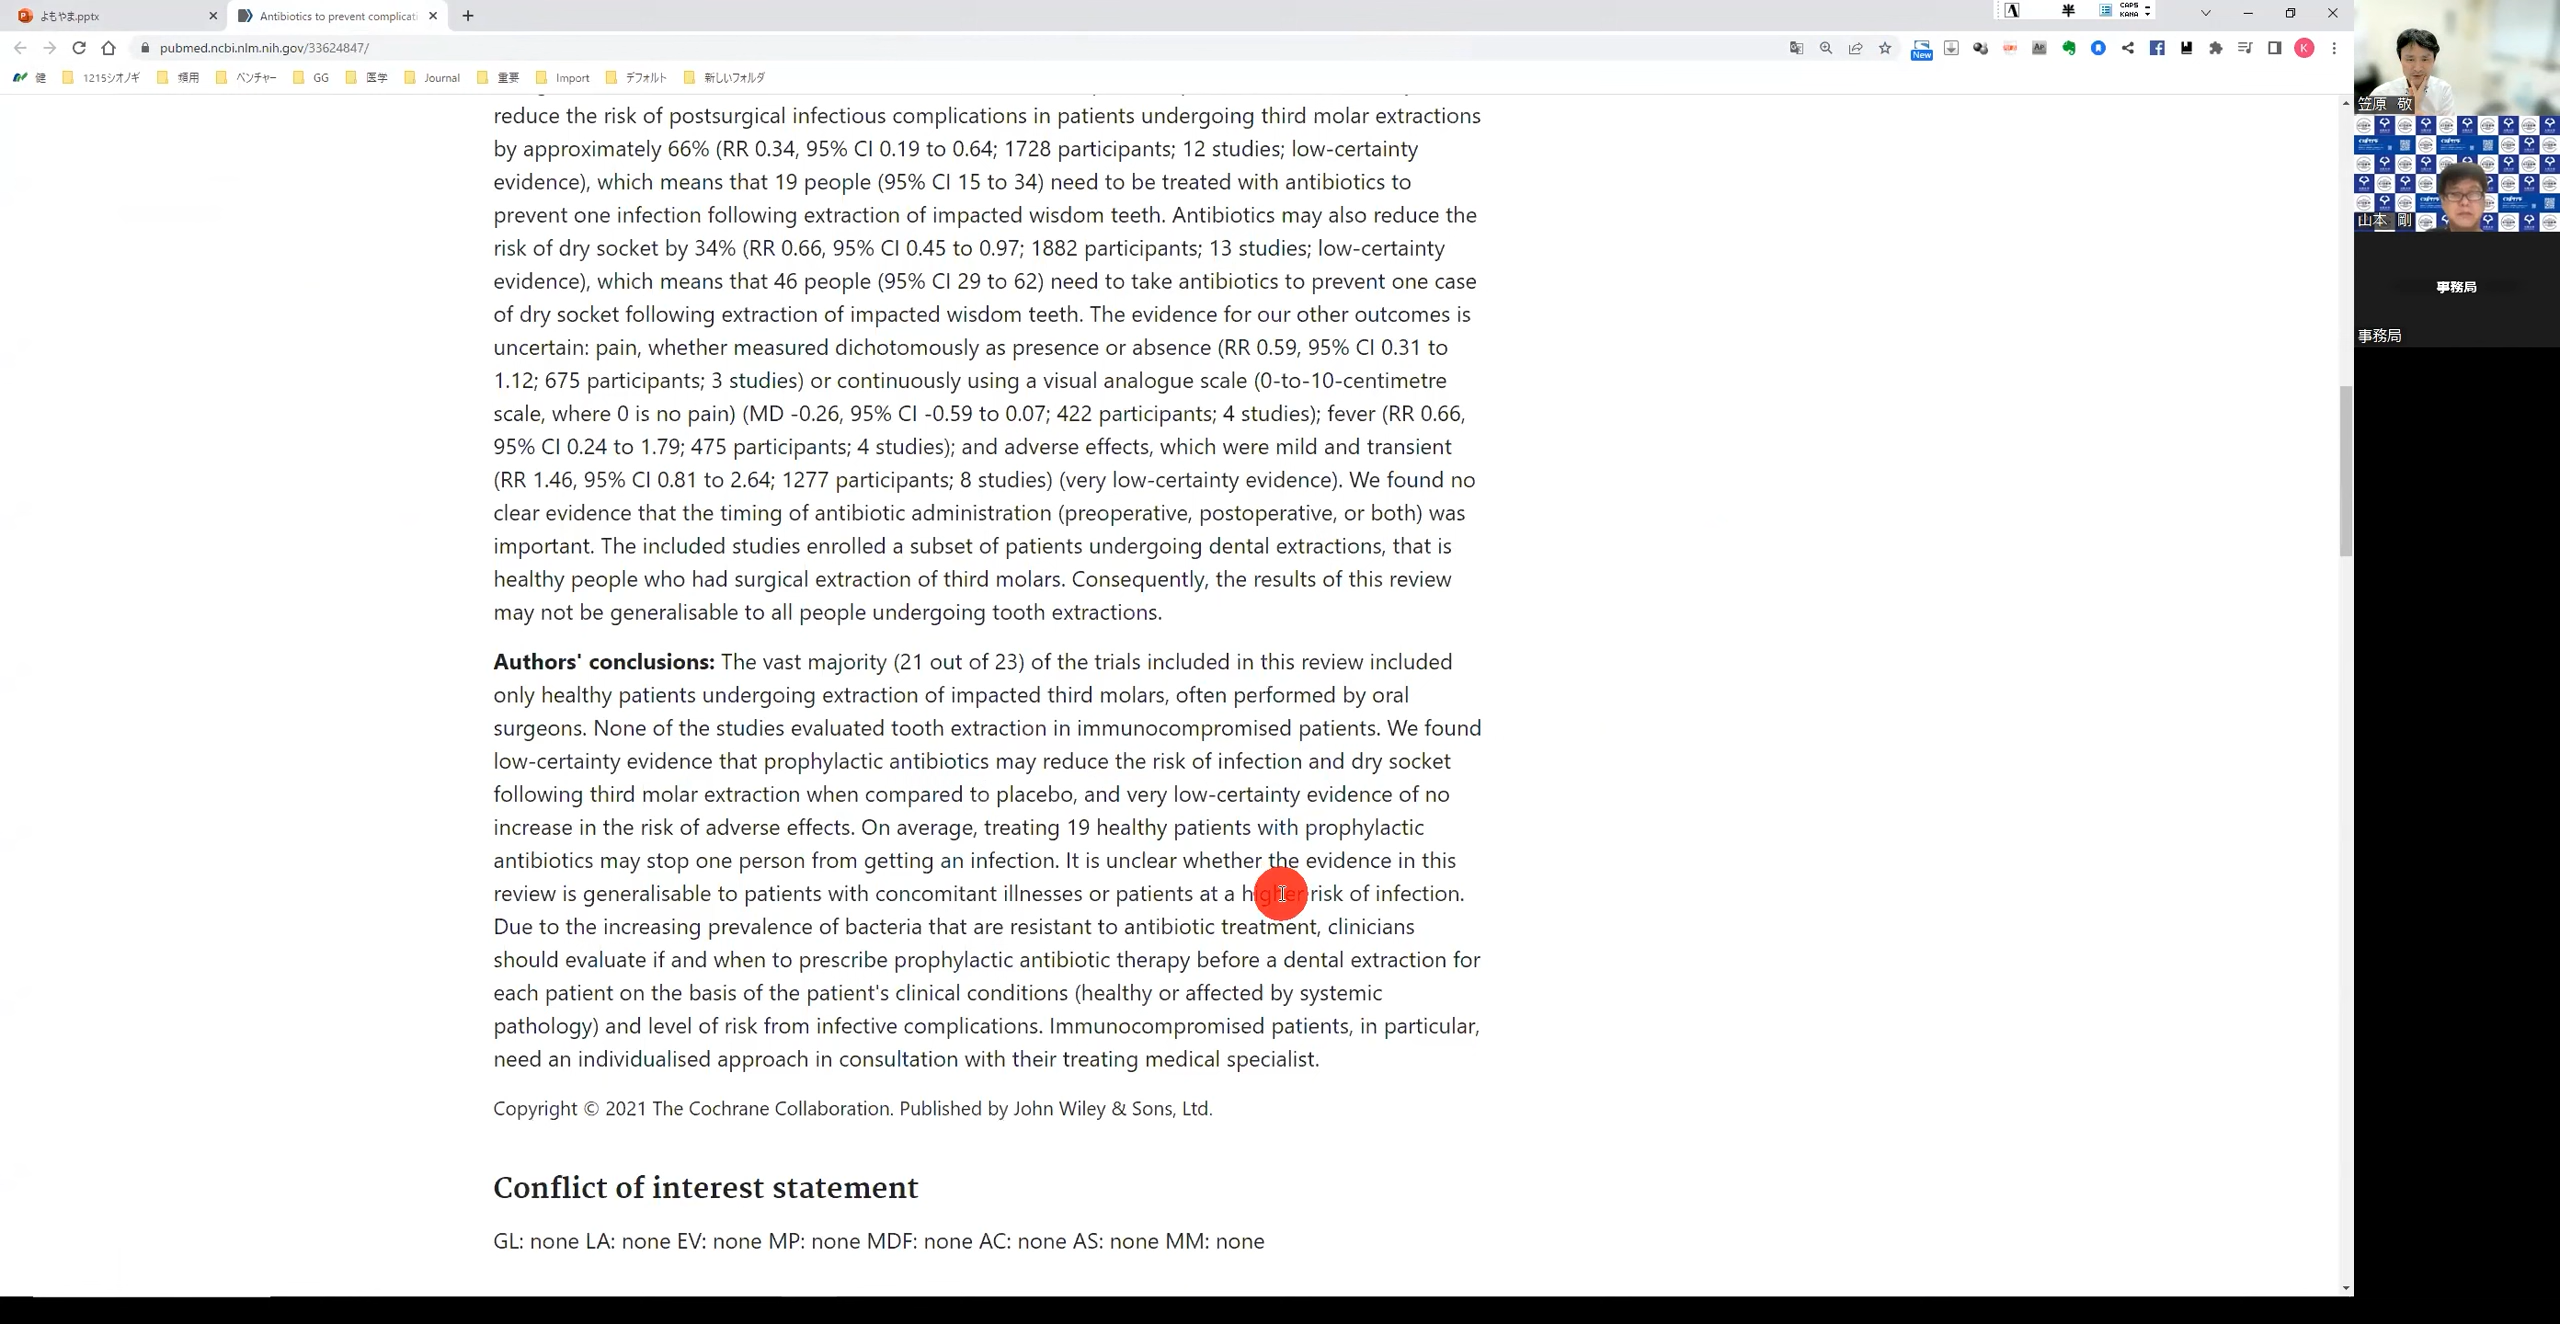 よもやま.pptx
Antibiotics to prevent complicati
pubmed.ncbi.nlm.nih.gov/33624847/
健 1215シオノギ 頻用 ベンチャー GG 医学 Journal 重要 Import デフォルト 新しいフォルダ
reduce the risk of postsurgical infectious complications in patients undergoing third molar extractions
by approximately 66% (RR 0.34, 95% CI 0.19 to 0.64; 1728 participants; 12 studies; low-certainty
evidence), which means that 19 people (95% CI 15 to 34) need to be treated with antibiotics to
prevent one infection following extraction of impacted wisdom teeth. Antibiotics may also reduce the
risk of dry socket by 34% (RR 0.66, 95% CI 0.45 to 0.97; 1882 participants; 13 studies; low-certainty
evidence), which means that 46 people (95% CI 29 to 62) need to take antibiotics to prevent one case
of dry socket following extraction of impacted wisdom teeth. The evidence for our other outcomes is
uncertain: pain, whether measured dichotomously as presence or absence (RR 0.59, 95% CI 0.31 to
1.12; 675 participants; 3 studies) or continuously using a visual analogue scale (0-to-10-centimetre
scale, where 0 is no pain) (MD -0.26, 95% CI -0.59 to 0.07; 422 participants; 4 studies); fever (RR 0.66,
95% CI 0.24 to 1.79; 475 participants; 4 studies); and adverse effects, which were mild and transient
(RR 1.46, 95% CI 0.81 to 2.64; 1277 participants; 8 studies) (very low-certainty evidence). We found no
clear evidence that the timing of antibiotic administration (preoperative, postoperative, or both) was
important. The included studies enrolled a subset of patients undergoing dental extractions, that is
healthy people who had surgical extraction of third molars. Consequently, the results of this review
may not be generalisable to all people undergoing tooth extractions.
Authors' conclusions: The vast majority (21 out of 23) of the trials included in this review included
only healthy patients undergoing extraction of impacted third molars, often performed by oral
surgeons. None of the studies evaluated tooth extraction in immunocompromised patients. We found
low-certainty evidence that prophylactic antibiotics may reduce the risk of infection and dry socket
following third molar extraction when compared to placebo, and very low-certainty evidence of no
increase in the risk of adverse effects. On average, treating 19 healthy patients with prophylactic
antibiotics may stop one person from getting an infection. It is unclear whether the evidence in this
review is generalisable to patients with concomitant illnesses or patients at a higher risk of infection.
Due to the increasing prevalence of bacteria that are resistant to antibiotic treatment, clinicians
should evaluate if and when to prescribe prophylactic antibiotic therapy before a dental extraction for
each patient on the basis of the patient's clinical conditions (healthy or affected by systemic
pathology) and level of risk from infective complications. Immunocompromised patients, in particular,
need an individualised approach in consultation with their treating medical specialist.
Copyright © 2021 The Cochrane Collaboration. Published by John Wiley & Sons, Ltd.
Conflict of interest statement
GL: none LA: none EV: none MP: none MDF: none AC: none AS: none MM: none
A 半 CAPS KANA
New
K
笠原 敬
山本 剛
事務局
事務局